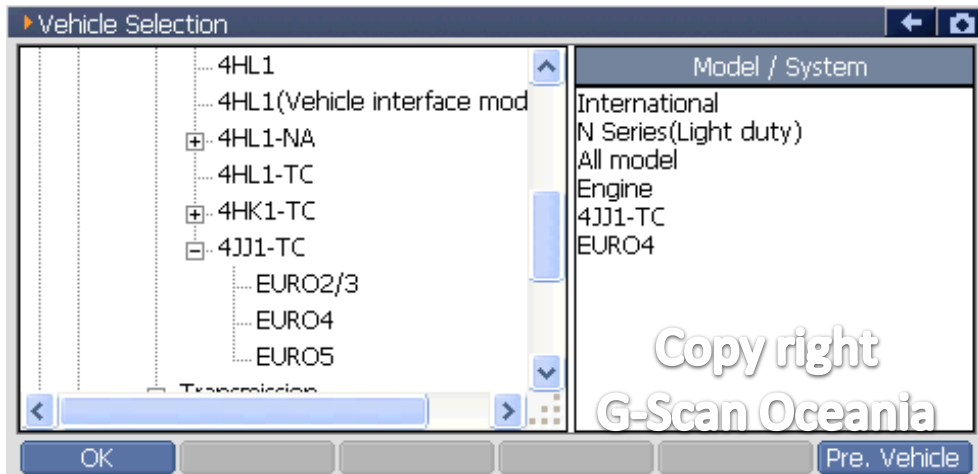 Vehicle Selection
4HL1
4HL1(Vehicle interface mod
4HL1-NA
4HL1-TC
4HK1-TC
4JJ1-TC
EURO2/3
EURO4
EURO5
Transmission
Model / System
International
N Series(Light duty)
All model
Engine
4JJ1-TC
EURO4
Copy right
G-Scan Oceania
OK
Pre. Vehicle